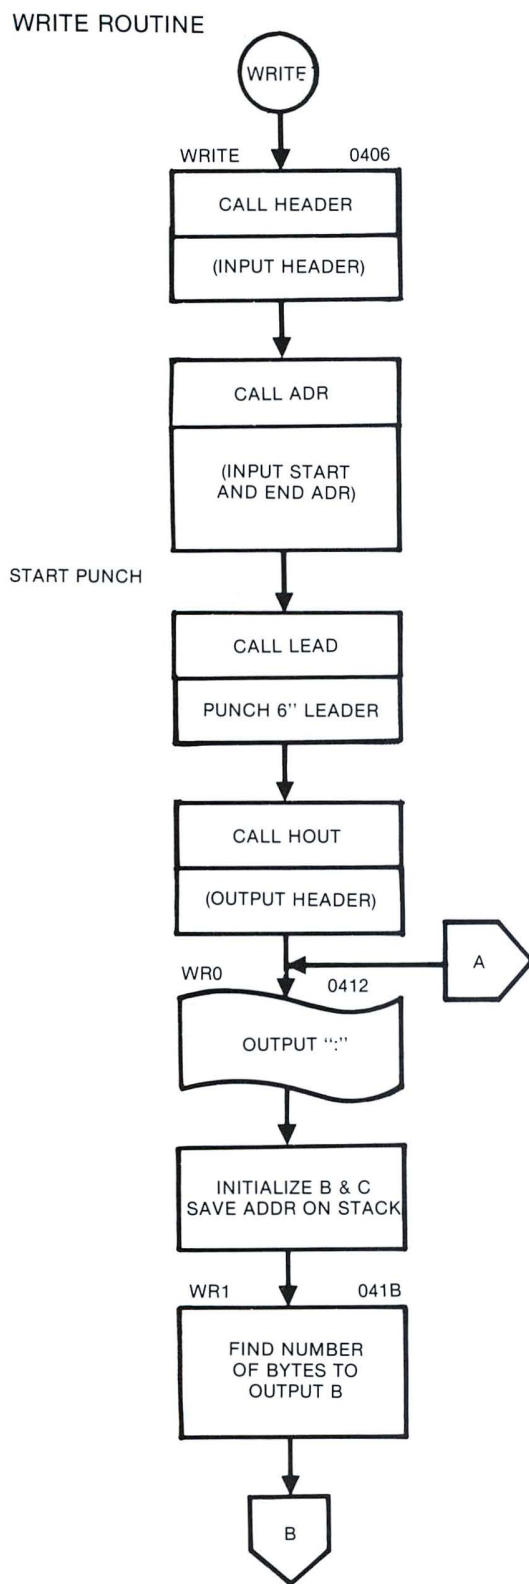 WRITE ROUTINE
WRITE
WRITE 0406
CALL HEADER
(INPUT HEADER)
CALL ADR
(INPUT START
AND END ADR)
START PUNCH
CALL LEAD
PUNCH 6'' LEADER
CALL HOUT
(OUTPUT HEADER)
A
WR0 0412
OUTPUT “:”
INITIALIZE B & C
SAVE ADDR ON STACK
WR1 041B
FIND NUMBER
OF BYTES TO
OUTPUT B
B